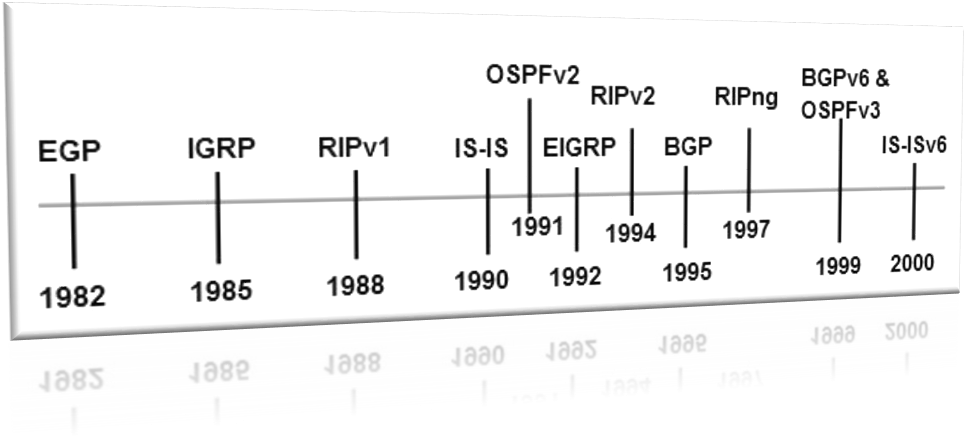 OSPFv2
RIPv2
RIPng
BGPv6 &
OSPFv3
EGP
IGRP
RIPv1
IS-IS
EIGRP
BGP
IS-ISv6
1982
1985
1988
1990
1991
1992
1994
1995
1997
1999
2000